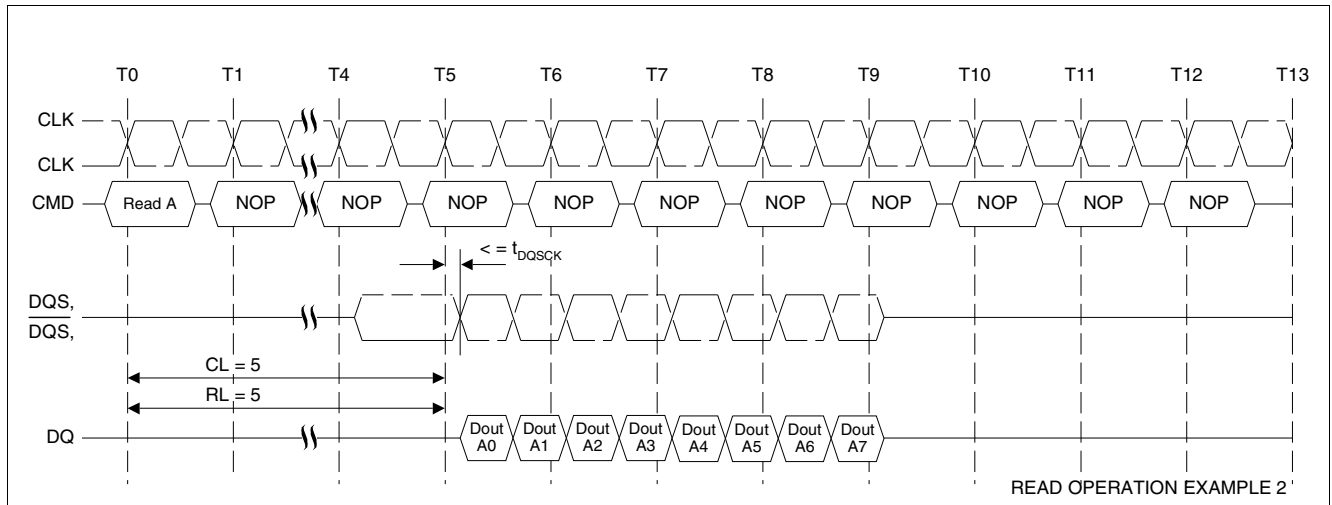 T0 T1 T4 T5 T6 T7 T8 T9 T10 T11 T12 T13
CLK
CLK
CMD Read A NOP NOP NOP NOP NOP NOP NOP NOP NOP NOP
< = tDQSCK
DQS,
DQS,
CL = 5
RL = 5
DQ Dout A0 Dout A1 Dout A2 Dout A3 Dout A4 Dout A5 Dout A6 Dout A7
READ OPERATION EXAMPLE 2